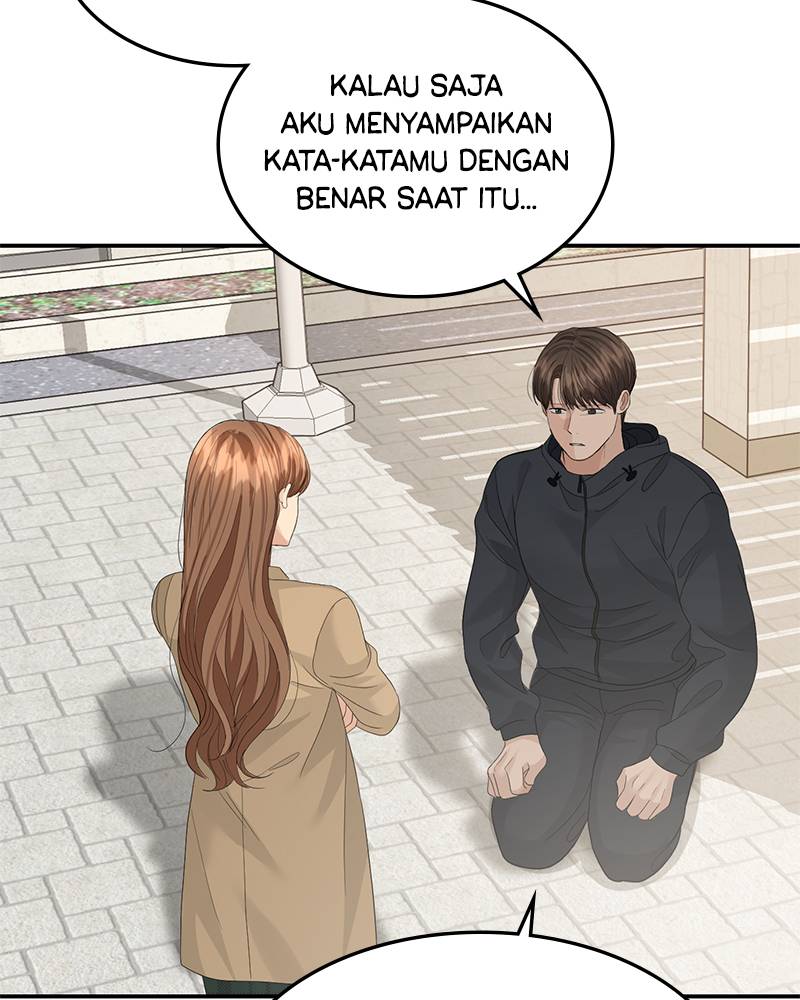 KALAU SAJA
AKU MENYAMPAIKAN
KATA-KATAMU DENGAN
BENAR SAAT ITU...